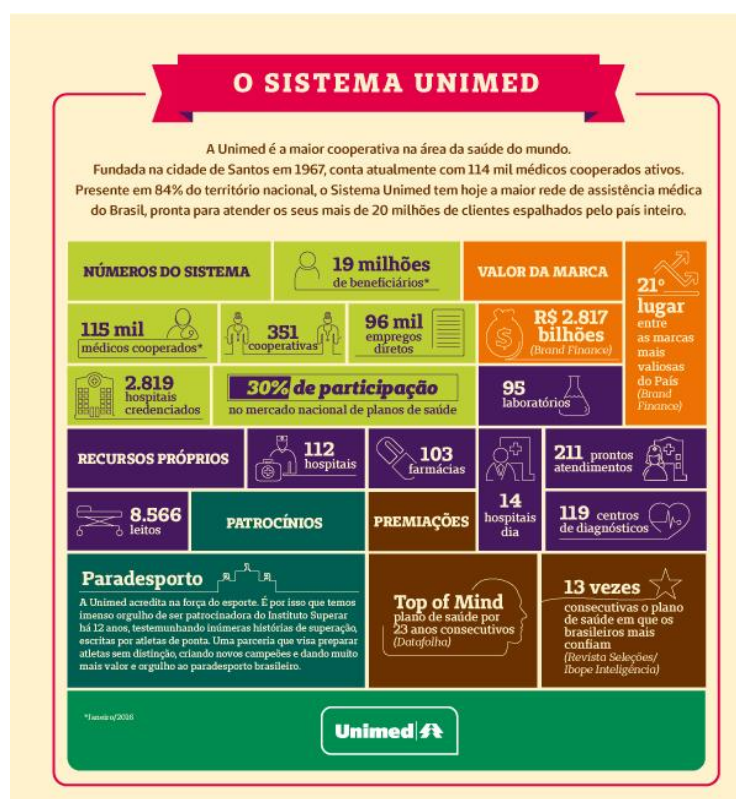 O SISTEMA UNIMED
A Unimed é a maior cooperativa na área da saúde do mundo.
Fundada na cidade de Santos em 1967, conta atualmente com 114 mil médicos cooperados ativos.
Presente em 84% do território nacional, o Sistema Unimed tem hoje a maior rede de assistência médica
do Brasil, pronta para atender os seus mais de 20 milhões de clientes espalhados pelo país inteiro.
NÚMEROS DO SISTEMA
19 milhões
de beneficiários*
VALOR DA MARCA
21º
lugar
entre
as marcas
mais
valiosas
do País
(Brand
Finance)
115 mil
médicos cooperados*
351
cooperativas
96 mil
empregos
diretos
R$ 2.817
bilhões
(Brand Finance)
2.819
hospitais
credenciados
30% de participação
no mercado nacional de planos de saúde
95
laboratórios
RECURSOS PRÓPRIOS
112
hospitais
103
farmácias
14
hospitais
dia
211 prontos
atendimentos
8.566
leitos
PATROCÍNIOS
PREMIAÇÕES
119 centros
de diagnósticos
Paradesporto
A Unimed acredita na força do esporte. É por isso que temos
imenso orgulho de ser patrocinadora do Instituto Superar
há 12 anos, testemunhando inúmeras histórias de superação,
escritas por atletas de ponta. Uma parceria que visa preparar
atletas sem distinção, criando novos campeões e dando muito
mais valor e orgulho ao paradesporto brasileiro.
Top of Mind
plano de saúde por
23 anos consecutivos
(Datafolha)
13 vezes
consecutivas o plano
de saúde em que os
brasileiros mais
confiam
(Revista Seleções/
Ibope Inteligência)
*Janeiro/2016
Unimed